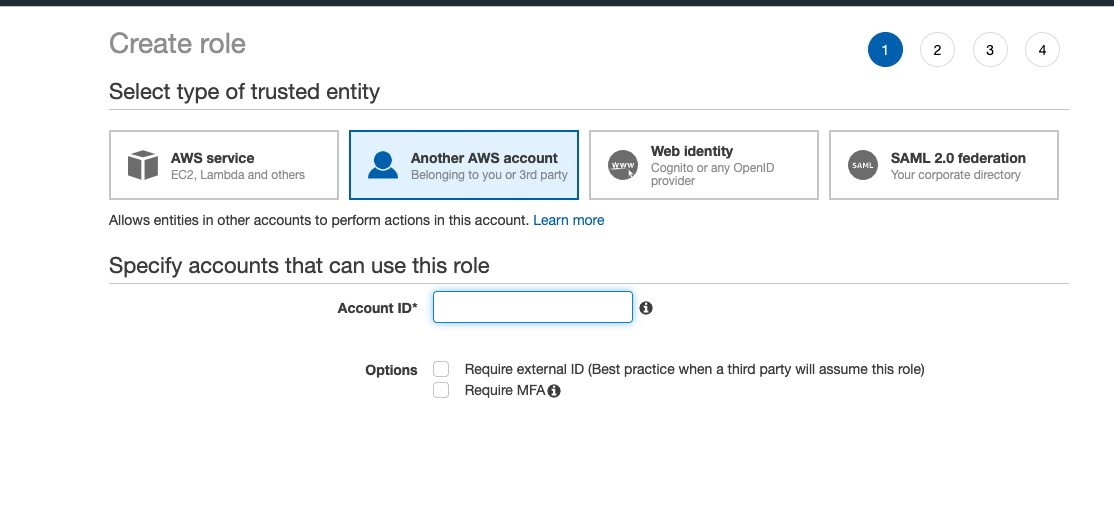 Create role
1 2 3 4
Select type of trusted entity
AWS service
EC2, Lambda and others
Another AWS account
Belonging to you or 3rd party
www
Web identity
Cognito or any OpenID
provider
SAML
SAML 2.0 federation
Your corporate directory
Allows entities in other accounts to perform actions in this account. Learn more
Specify accounts that can use this role
Account ID*
Options
Require external ID (Best practice when a third party will assume this role)
Require MFA